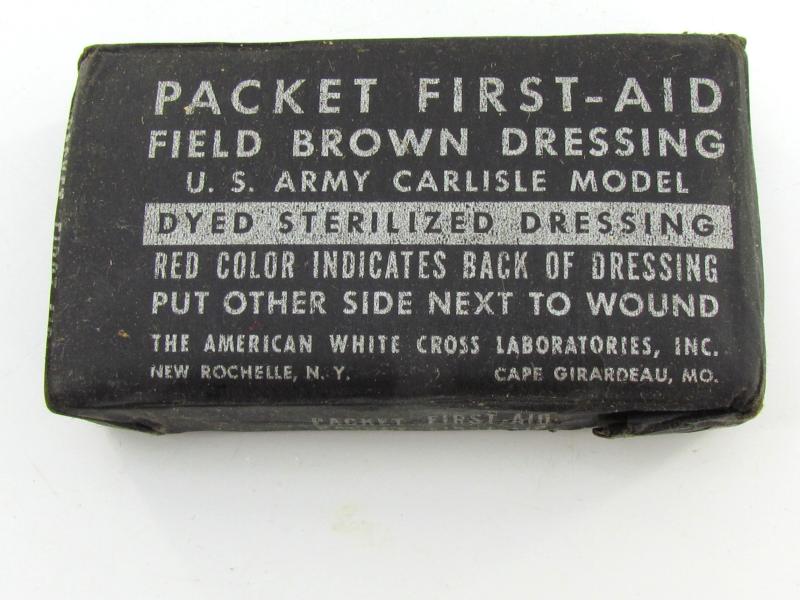 PACKET FIRST-AID
FIELD BROWN DRESSING
U. S. ARMY CARLISLE MODEL
DYED STERILIZED DRESSING
RED COLOR INDICATES BACK OF DRESSING
PUT OTHER SIDE NEXT TO WOUND
THE AMERICAN WHITE CROSS LABORATORIES, INC.
NEW ROCHELLE, N. Y. CAPE GIRARDEAU, MO.
PACKET FIRST-AID